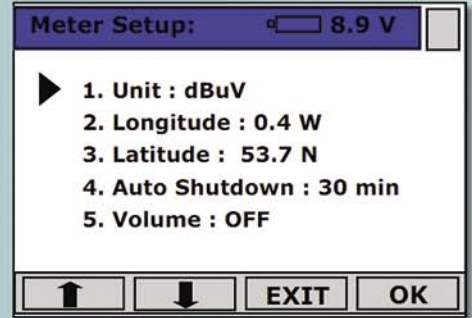 Meter Setup: 8.9 V
1. Unit : dBuV
2. Longitude : 0.4 W
3. Latitude : 53.7 N
4. Auto Shutdown : 30 min
5. Volume : OFF
EXIT OK